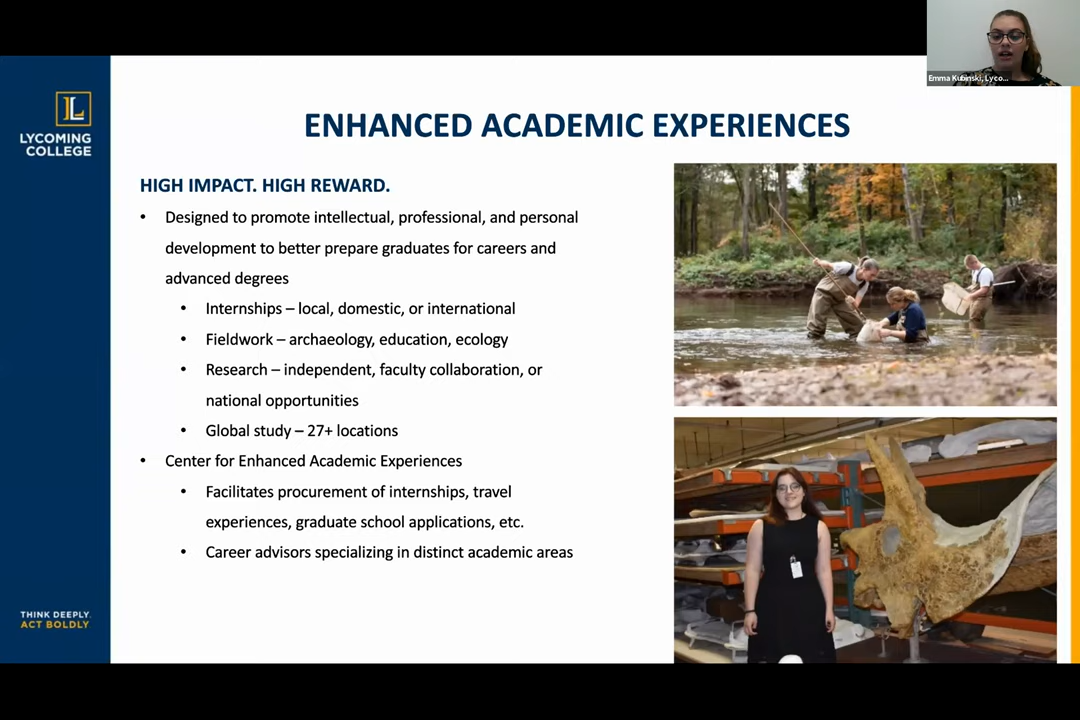 Emma Kubinski, Lyco...
L
LYCOMING
COLLEGE
ENHANCED ACADEMIC EXPERIENCES
HIGH IMPACT. HIGH REWARD.
• Designed to promote intellectual, professional, and personal
development to better prepare graduates for careers and
advanced degrees
• Internships – local, domestic, or international
• Fieldwork – archaeology, education, ecology
• Research – independent, faculty collaboration, or
national opportunities
• Global study – 27+ locations
• Center for Enhanced Academic Experiences
• Facilitates procurement of internships, travel
experiences, graduate school applications, etc.
• Career advisors specializing in distinct academic areas
THINK DEEPLY
ACT BOLDLY